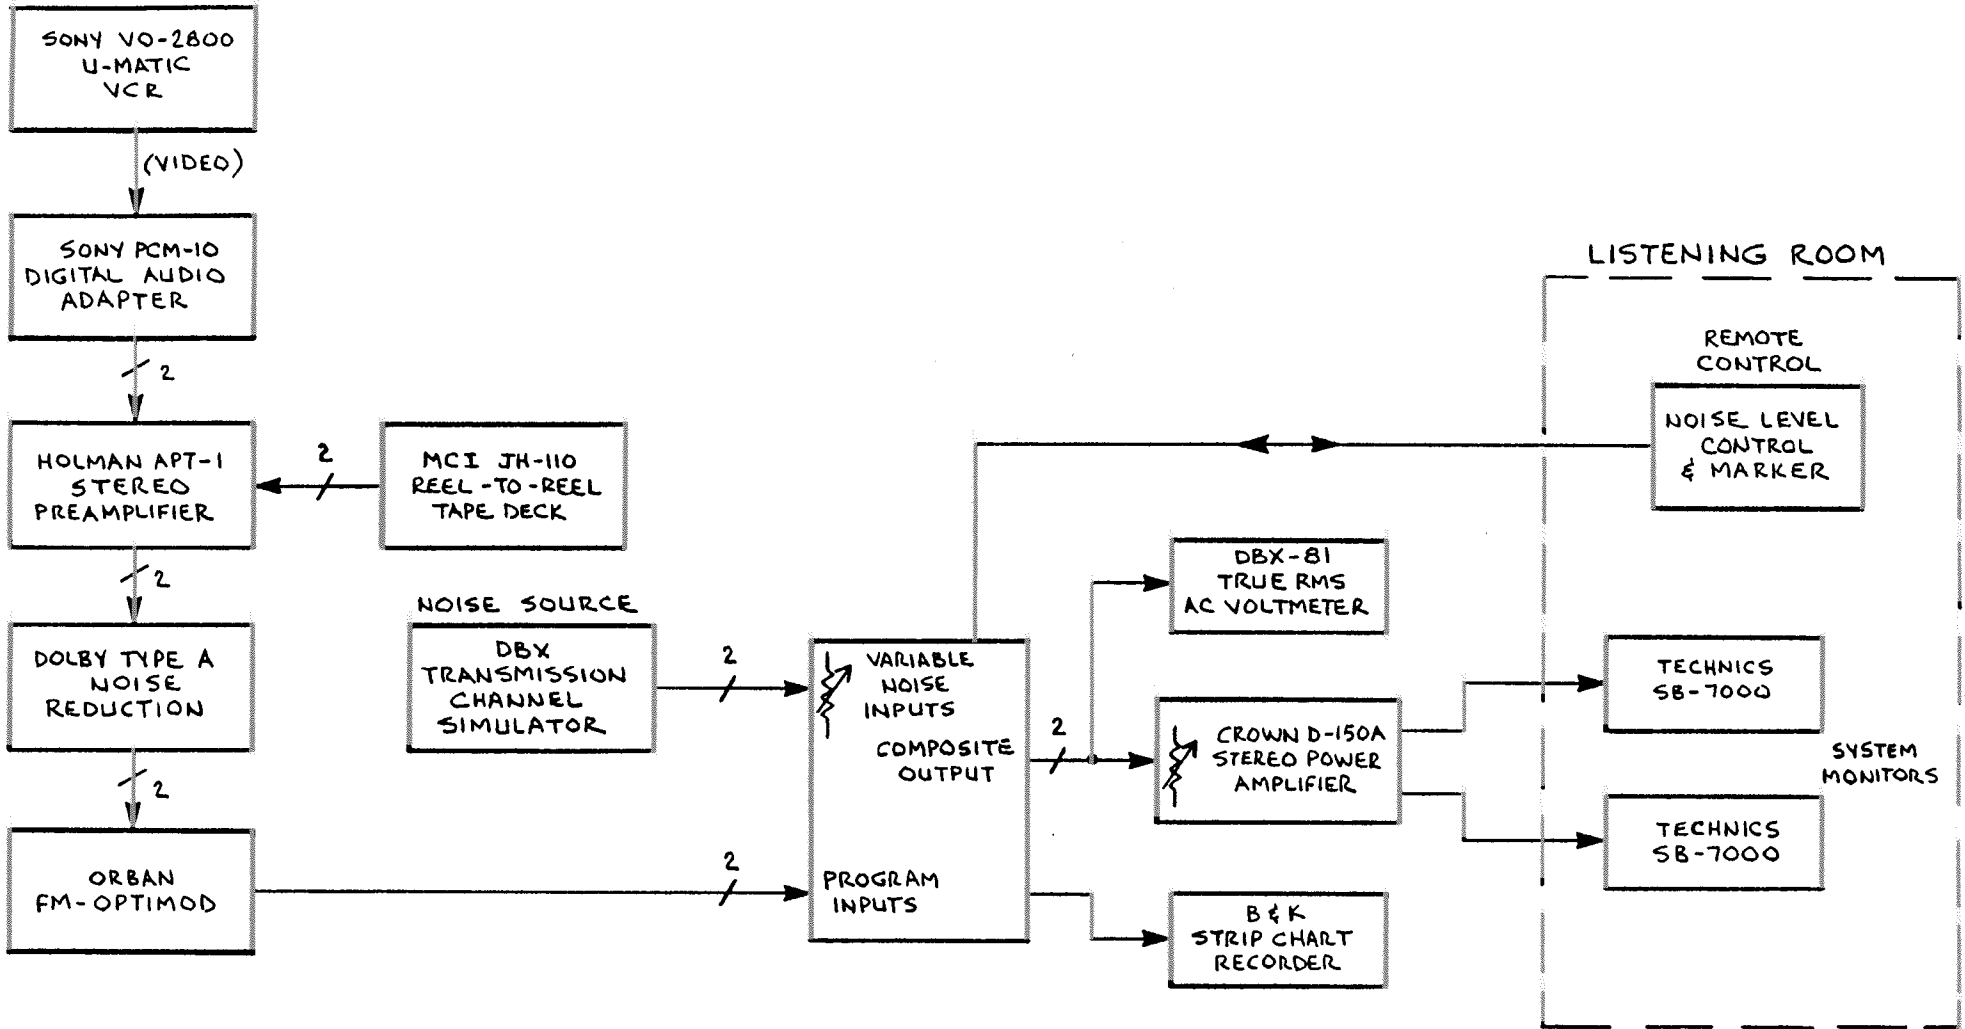 SONY VO-2800
U-MATIC
VCR
(VIDEO)
SONY PCM-10
DIGITAL AUDIO
ADAPTER
2
HOLMAN APT-1
STEREO
PREAMPLIFIER
2
MCI JH-110
REEL-TO-REEL
TAPE DECK
2
DOLBY TYPE A
NOISE
REDUCTION
2
ORBAN
FM-OPTIMOD
2
NOISE SOURCE
DBX
TRANSMISSION
CHANNEL
SIMULATOR
2
VARIABLE
NOISE
INPUTS
COMPOSITE
OUTPUT
PROGRAM
INPUTS
2
DBX-81
TRUE RMS
AC VOLTMETER
CROWN D-150A
STEREO POWER
AMPLIFIER
B & K
STRIP CHART
RECORDER
LISTENING ROOM
REMOTE
CONTROL
NOISE LEVEL
CONTROL
& MARKER
TECHNICS
SB-7000
SYSTEM
MONITORS
TECHNICS
SB-7000